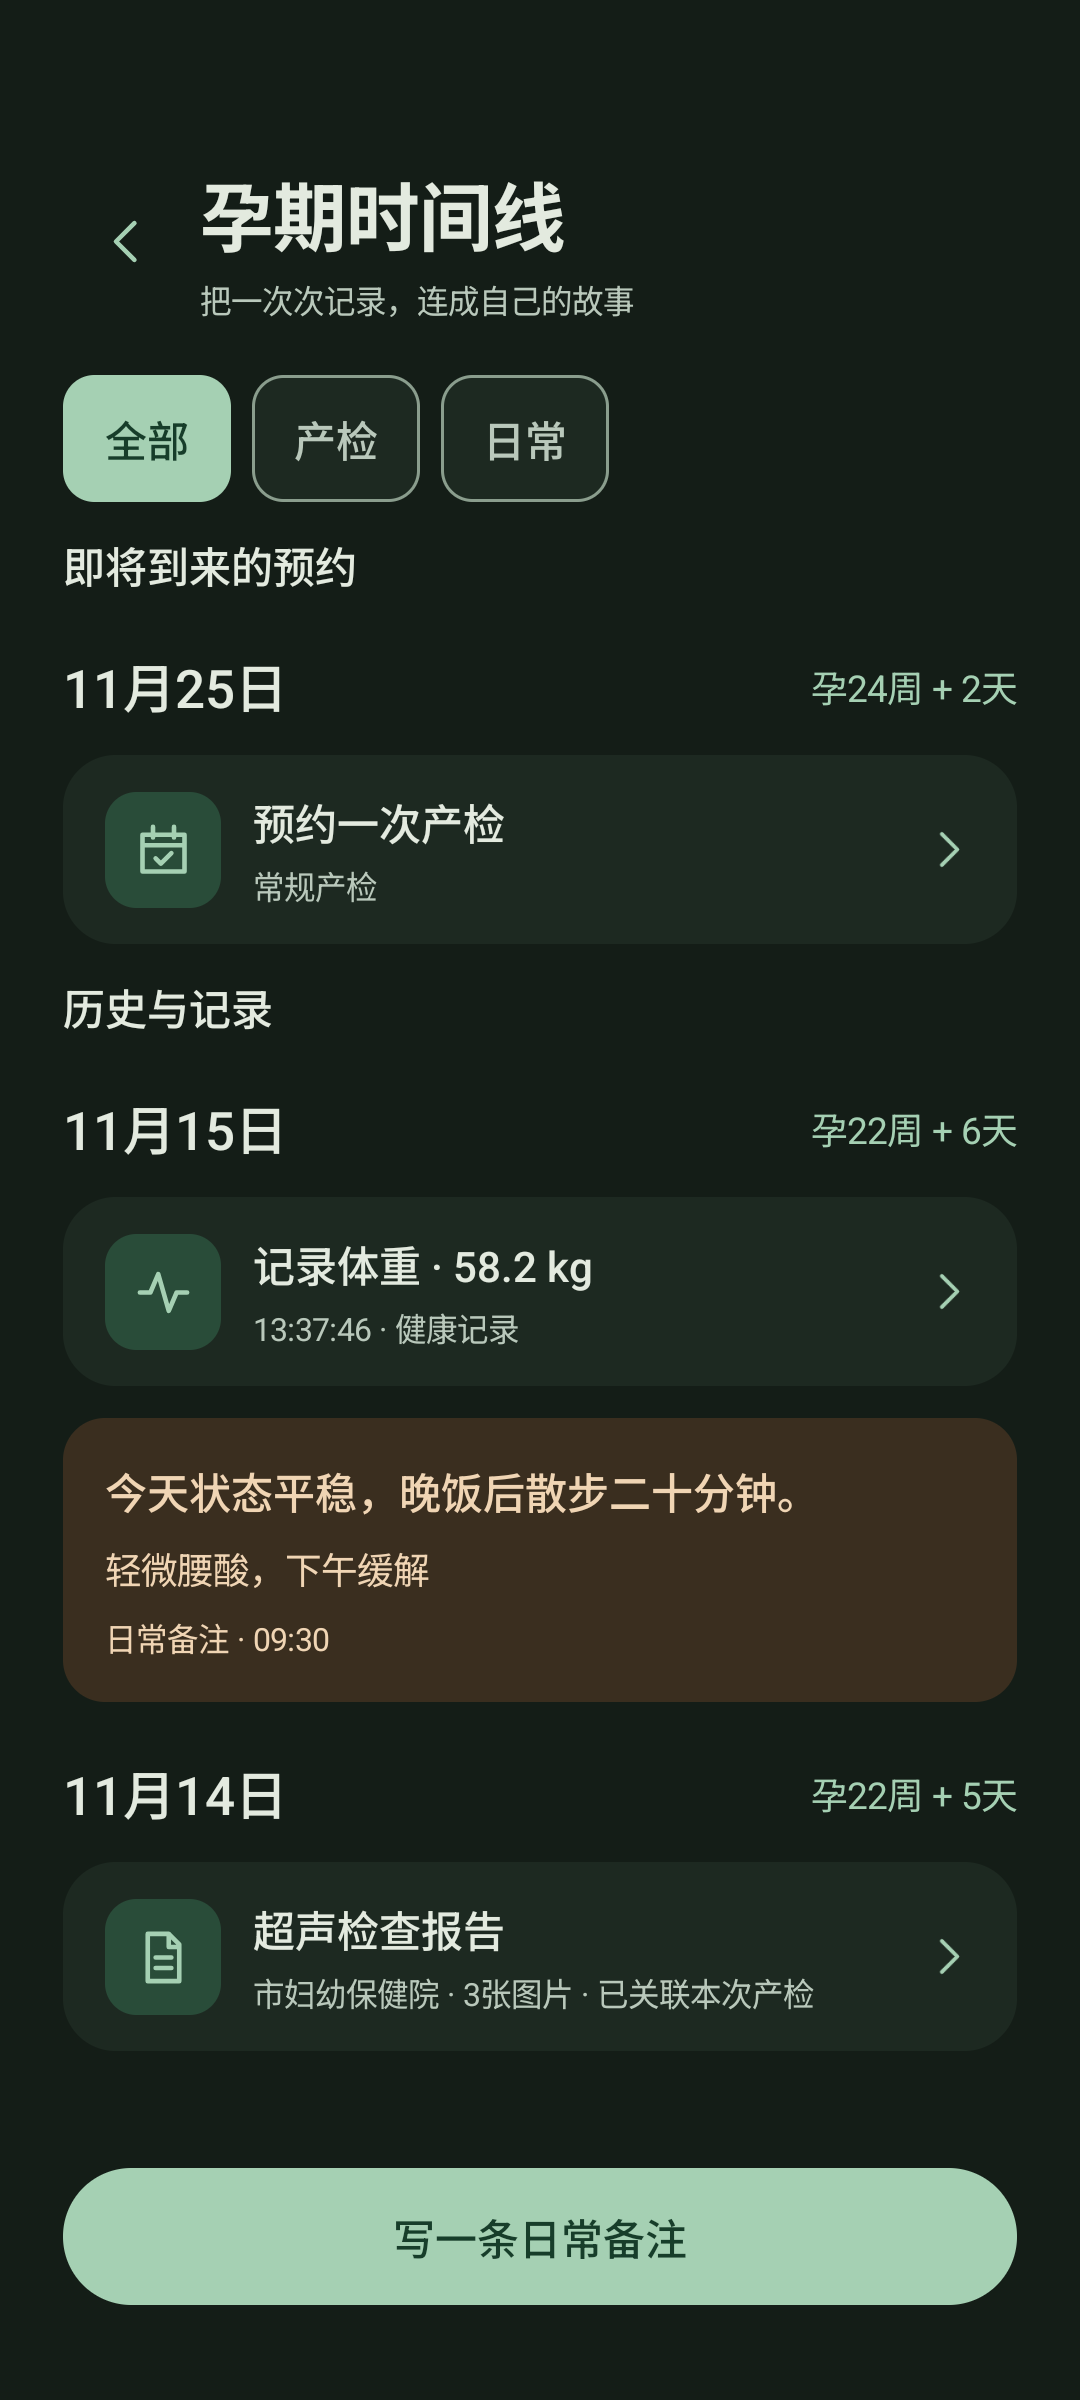 孕期时间线
把一次次记录，连成自己的故事
全部 产检 日常
即将到来的预约
11月25日 孕24周 + 2天
预约一次产检
常规产检
历史与记录
11月15日 孕22周 + 6天
记录体重 · 58.2 kg
13:37:46 · 健康记录
今天状态平稳，晚饭后散步二十分钟。
轻微腰酸，下午缓解
日常备注 · 09:30
11月14日 孕22周 + 5天
超声检查报告
市妇幼保健院 · 3张图片 · 已关联本次产检
写一条日常备注